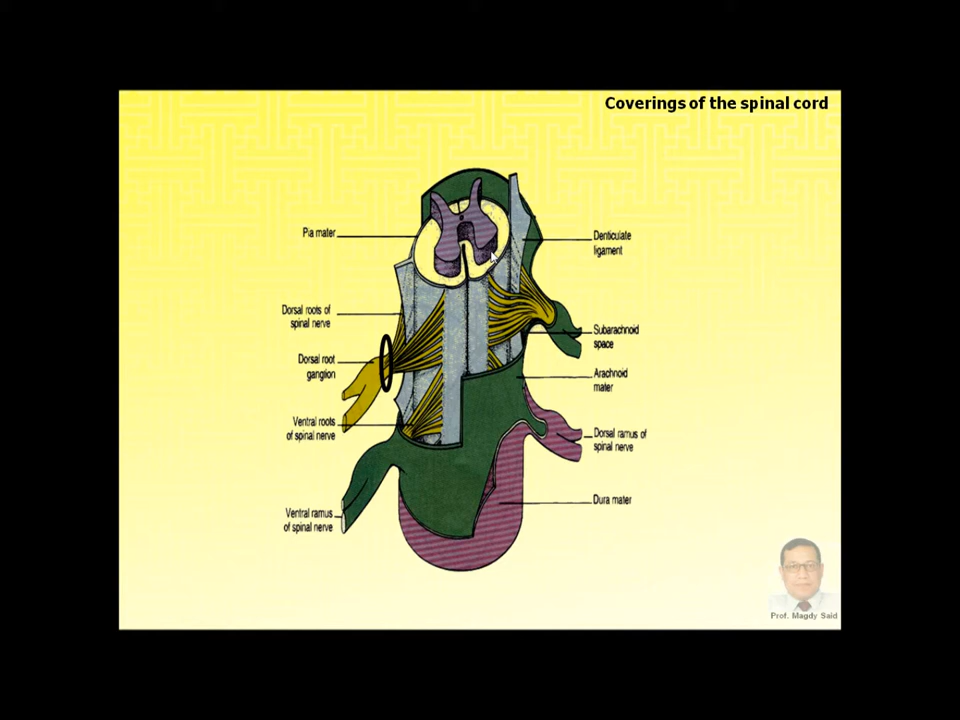 Coverings of the spinal cord
Pia mater
Denticulate
ligament
Dorsal roots of
spinal nerve
Subarachnoid
space
Dorsal root
ganglion
Arachnoid
mater
Ventral roots
of spinal nerve
Dorsal ramus of
spinal nerve
Dura mater
Ventral ramus
of spinal nerve
Prof. Magdy Said